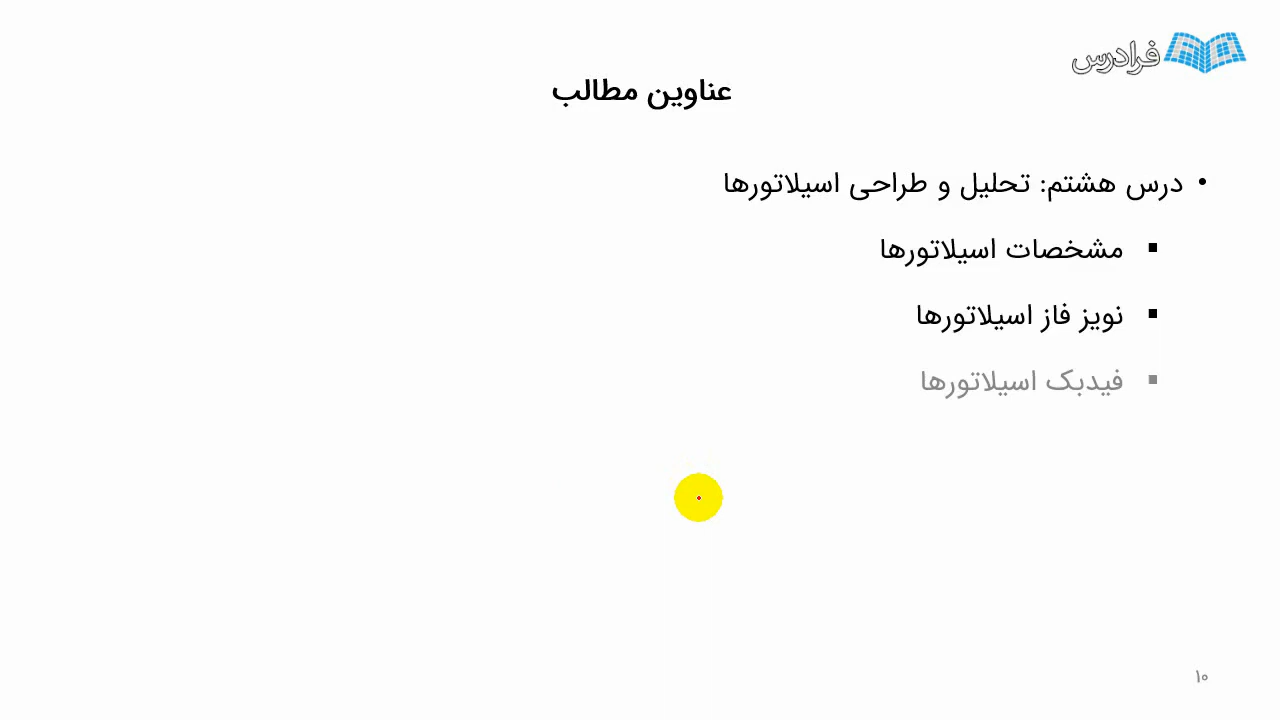 فرادرس
عناوین مطالب
• درس هشتم: تحلیل و طراحی اسیلاتورها
▪ مشخصات اسیلاتورها
▪ نویز فاز اسیلاتورها
▪ فیدبک اسیلاتورها
۱۰